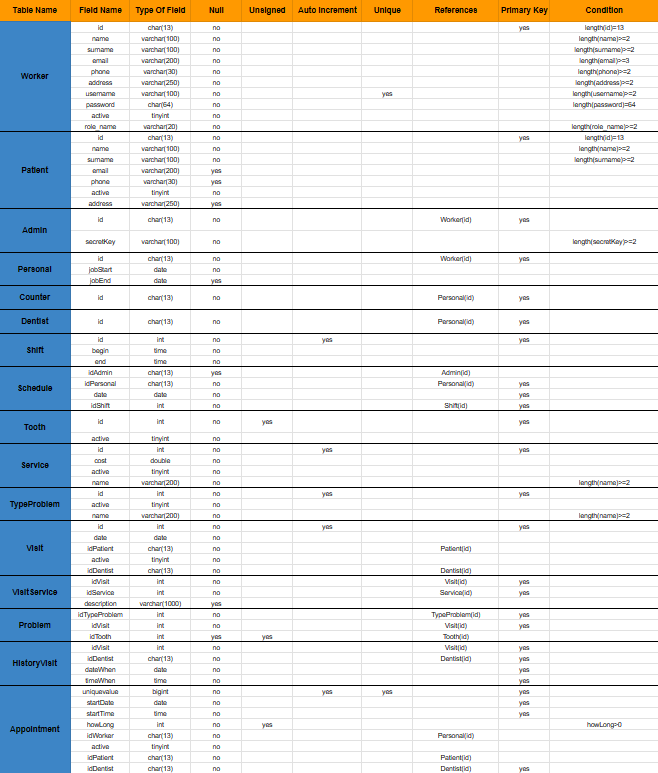 Table Name Field Name Type Of Field Null Unsigned Auto Increment Unique References Primary Key Condition
Worker
id char(13) no yes length(id)=13
name varchar(100) no length(name)>=2
surname varchar(100) no length(surname)>=2
email varchar(200) no length(email)>=3
phone varchar(30) no length(phone)>=2
address varchar(250) no length(address)>=2
username varchar(100) no yes length(username)>=2
password char(64) no length(password)=64
active tinyint no
role_name varchar(20) no length(role_name)>=2
Patient
id char(13) no yes length(id)=13
name varchar(100) no length(name)>=2
surname varchar(100) no length(surname)>=2
email varchar(200) yes
phone varchar(30) yes
active tinyint no
address varchar(250) yes
Admin
id char(13) no Worker(id) yes
secretKey varchar(100) no length(secretKey)>=2
Personal
id char(13) no Worker(id) yes
jobStart date no
jobEnd date yes
Counter
id char(13) no Personal(id) yes
Dentist
id char(13) no Personal(id) yes
Shift
id int no yes yes
begin time no
end time no
Schedule
idAdmin char(13) yes Admin(id)
idPersonal char(13) no Personal(id) yes
date date no yes
idShift int no Shift(id) yes
Tooth
id int no yes yes
active tinyint no
Service
id int no yes yes
cost double no
active tinyint no
name varchar(200) no length(name)>=2
TypeProblem
id int no yes yes
active tinyint no
name varchar(200) no length(name)>=2
Visit
id int no yes yes
date date no
idPatient char(13) no Patient(id)
active tinyint no
idDentist char(13) no Dentist(id)
VisitService
idVisit int no Visit(id) yes
idService int no Service(id) yes
description varchar(1000) yes
Problem
idTypeProblem int no TypeProblem(id) yes
idVisit int no Visit(id) yes
idTooth int yes yes Tooth(id)
HistoryVisit
idVisit int no Visit(id) yes
idDentist char(13) no Dentist(id) yes
dateWhen date no yes
timeWhen time no yes
Appointment
uniquevalue bigint no yes yes yes
startDate date no yes
startTime time no yes
howLong int no yes howLong>0
idWorker char(13) no Personal(id)
active tinyint no
idPatient char(13) no Patient(id)
idDentist char(13) no Dentist(id) yes